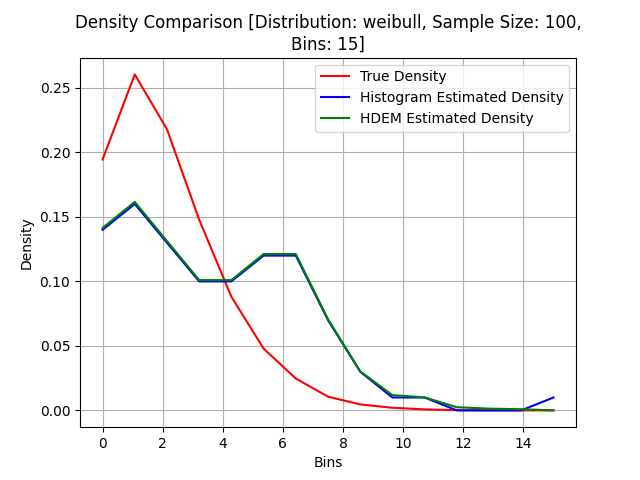 Density Comparison [Distribution: weibull, Sample Size: 100,
Bins: 15]
True Density
Histogram Estimated Density
HDEM Estimated Density
Density
0.25
0.20
0.15
0.10
0.05
0.00
0 2 4 6 8 10 12 14
Bins